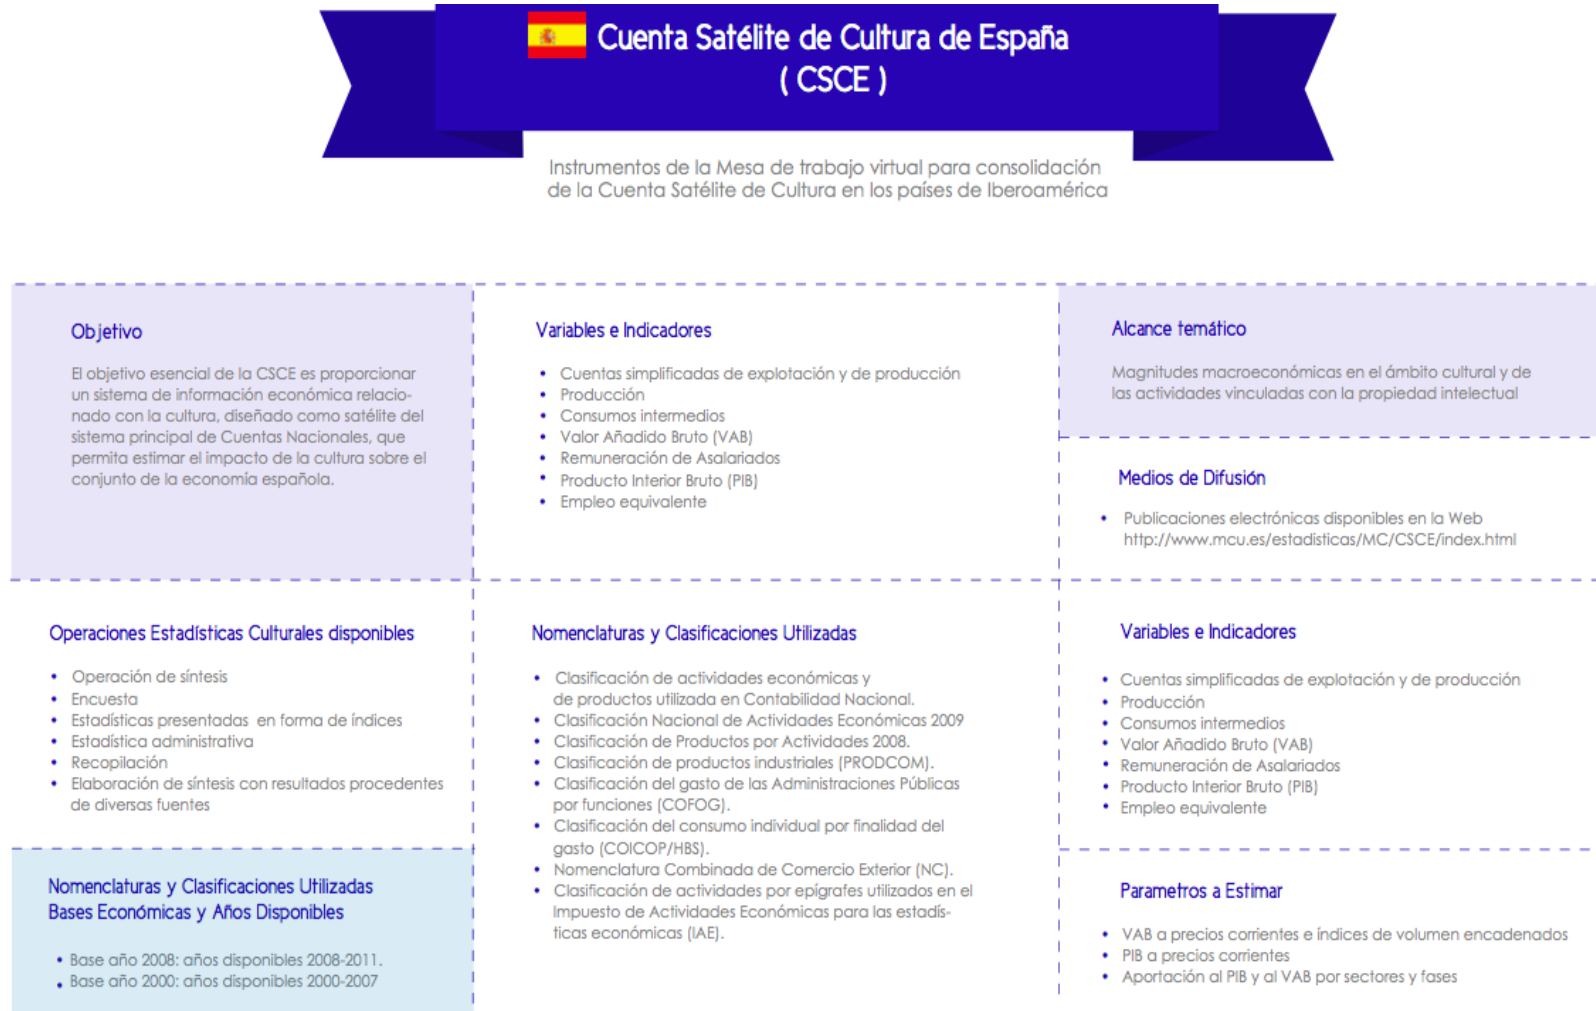 Cuenta Satélite de Cultura de España
( CSCE )
Instrumentos de la Mesa de trabajo virtual para consolidación
de la Cuenta Satélite de Cultura en los países de Iberoamérica
Objetivo
El objetivo esencial de la CSCE es proporcionar
un sistema de información económica relacio-
nado con la cultura, diseñado como satélite del
sistema principal de Cuentas Nacionales, que
permita estimar el impacto de la cultura sobre el
conjunto de la economía española.
Variables e Indicadores
• Cuentas simplificadas de explotación y de producción
• Producción
• Consumos intermedios
• Valor Añadido Bruto (VAB)
• Remuneración de Asalariados
• Producto Interior Bruto (PIB)
• Empleo equivalente
Alcance temático
Magnitudes macroeconómicas en el ámbito cultural y de
las actividades vinculadas con la propiedad intelectual
Medios de Difusión
• Publicaciones electrónicas disponibles en la Web
http://www.mcu.es/estadisticas/MC/CSCE/index.html
Operaciones Estadísticas Culturales disponibles
• Operación de síntesis
• Encuesta
• Estadísticas presentadas en forma de índices
• Estadística administrativa
• Recopilación
• Elaboración de síntesis con resultados procedentes
de diversas fuentes
Nomenclaturas y Clasificaciones Utilizadas
Bases Económicas y Años Disponibles
• Base año 2008: años disponibles 2008-2011.
• Base año 2000: años disponibles 2000-2007
Nomenclaturas y Clasificaciones Utilizadas
• Clasificación de actividades económicas y
de productos utilizada en Contabilidad Nacional.
• Clasificación Nacional de Actividades Económicas 2009
• Clasificación de Productos por Actividades 2008.
• Clasificación de productos industriales (PRODCOM).
• Clasificación del gasto de las Administraciones Públicas
por funciones (COFOG).
• Clasificación del consumo individual por finalidad del
gasto (COICOP/HBS).
• Nomenclatura Combinada de Comercio Exterior (NC).
• Clasificación de actividades por epígrafes utilizados en el
Impuesto de Actividades Económicas para las estadís-
ticas económicas (IAE).
Variables e Indicadores
• Cuentas simplificadas de explotación y de producción
• Producción
• Consumos intermedios
• Valor Añadido Bruto (VAB)
• Remuneración de Asalariados
• Producto Interior Bruto (PIB)
• Empleo equivalente
Parametros a Estimar
• VAB a precios corrientes e índices de volumen encadenados
• PIB a precios corrientes
• Aportación al PIB y al VAB por sectores y fases